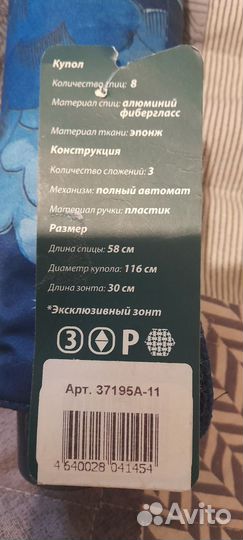 Купол
Количество спиц: 8
Материал спиц: алюминий
фибергласс
Материал ткани: эпонж
Конструкция
Количество сложений: 3
Механизм: полный автомат
Материал ручки: пластик
Размер
Длина спицы: 58 см
Диаметр купола: 116 см
Длина зонта: 30 см
*Эксклюзивный зонт
3 P
Арт. 37195A-11
4 640028 041454
Avito